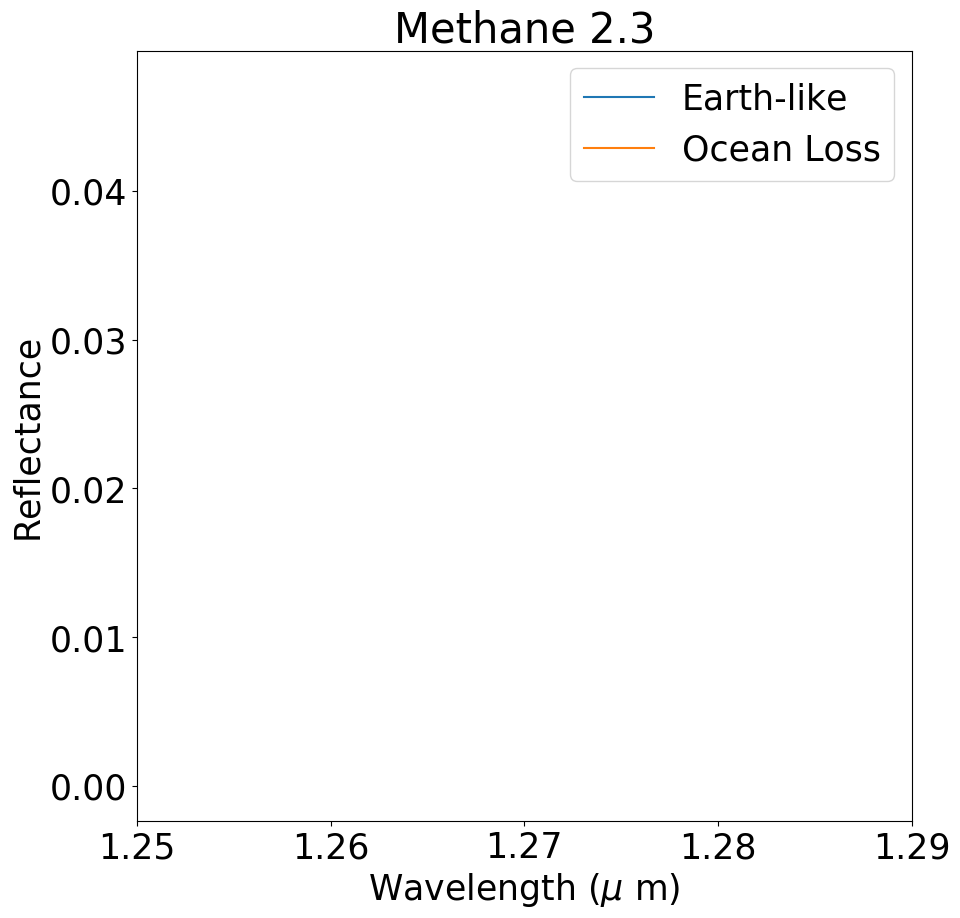 Methane 2.3
Earth-like
Ocean Loss
0.04
0.03
0.02
0.01
0.00
Reflectance
1.25 1.26 1.27 1.28 1.29
Wavelength (μ m)